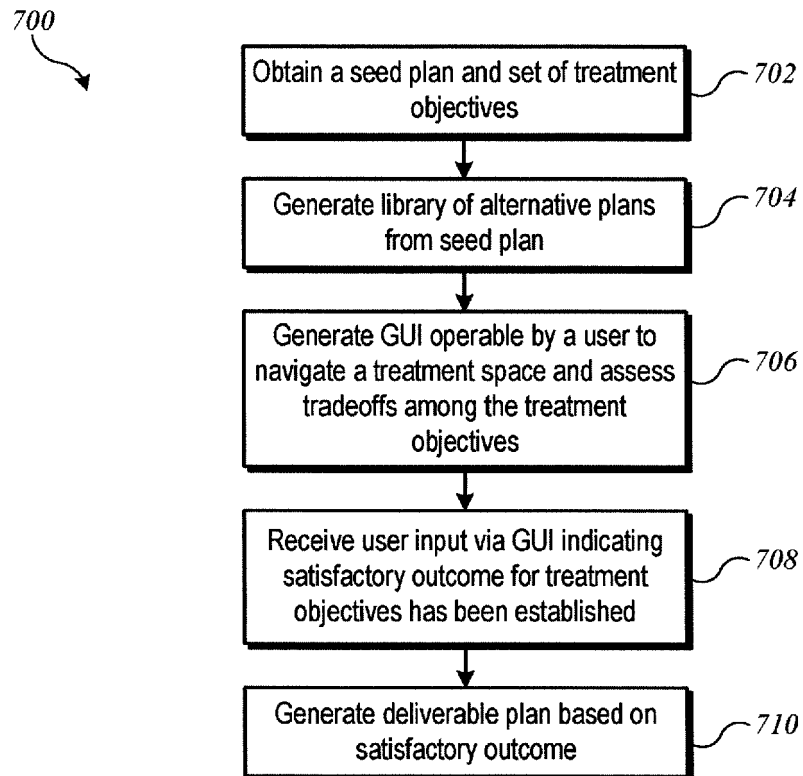 700
Obtain a seed plan and set of treatment
objectives
702
Generate library of alternative plans
from seed plan
704
Generate GUI operable by a user to
navigate a treatment space and assess
tradeoffs among the treatment
objectives
706
Receive user input via GUI indicating
satisfactory outcome for treatment
objectives has been established
708
Generate deliverable plan based on
satisfactory outcome
710